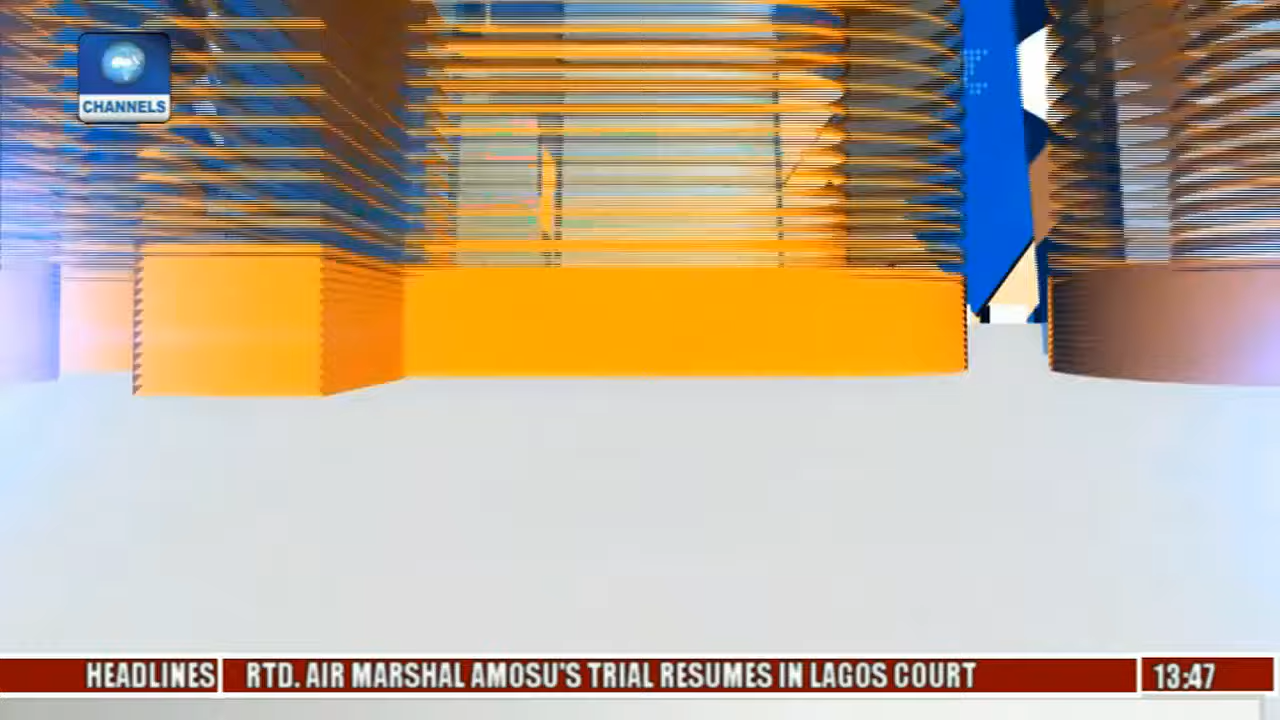 CHANNELS
HEADLINES
RTD. AIR MARSHAL AMOSU'S TRIAL RESUMES IN LAGOS COURT
13:47